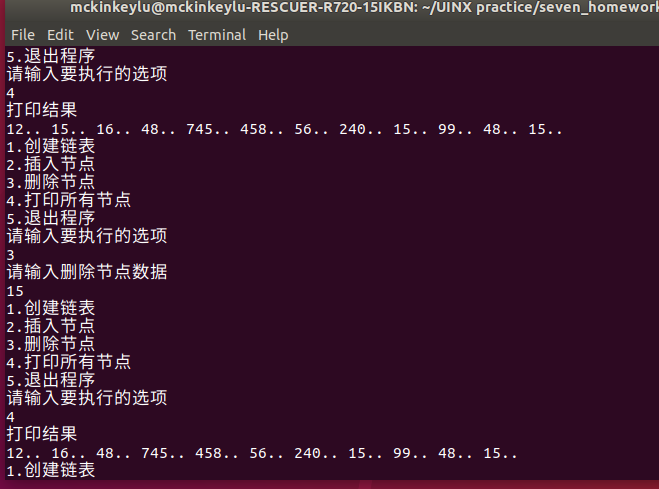 mckinkeylu@mckinkeylu-RESCUER-R720-15IKBN: ~/UINX practice/seven_homework
File Edit View Search Terminal Help
5.退出程序
请输入要执行的选项
4
打印结果
12.. 15.. 16.. 48.. 745.. 458.. 56.. 240.. 15.. 99.. 48.. 15..
1.创建链表
2.插入节点
3.删除节点
4.打印所有节点
5.退出程序
请输入要执行的选项
3
请输入删除节点数据
15
1.创建链表
2.插入节点
3.删除节点
4.打印所有节点
5.退出程序
请输入要执行的选项
4
打印结果
12.. 16.. 48.. 745.. 458.. 56.. 240.. 15.. 99.. 48.. 15..
1.创建链表